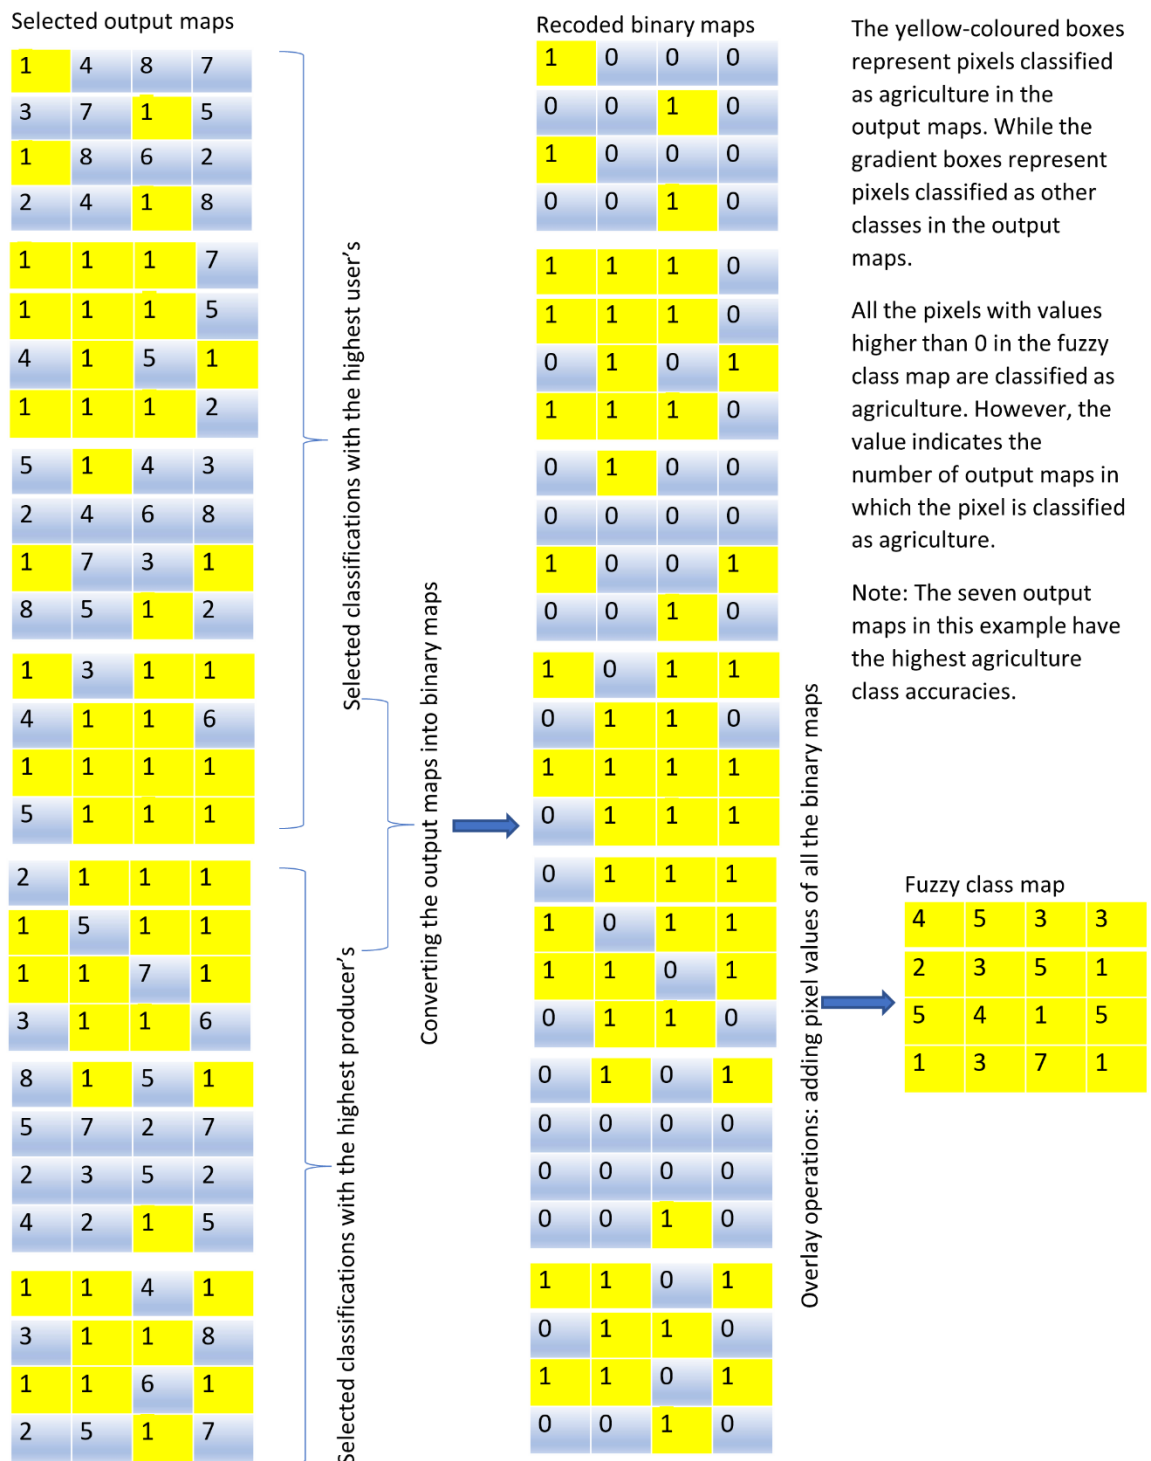 Selected output maps
1 4 8 7
3 7 1 5
1 8 6 2
2 4 1 8
1 1 1 7
1 1 1 5
4 1 5 1
1 1 1 2
5 1 4 3
2 4 6 8
1 7 3 1
8 5 1 2
1 3 1 1
4 1 1 6
1 1 1 1
5 1 1 1
2 1 1 1
1 5 1 1
1 1 7 1
3 1 1 6
8 1 5 1
5 7 2 7
2 3 5 2
4 2 1 5
1 1 4 1
3 1 1 8
1 1 6 1
2 5 1 7
Selected classifications with the highest user's
Selected classifications with the highest producer's
Converting the output maps into binary maps
Recoded binary maps
1 0 0 0
0 0 1 0
1 0 0 0
0 0 1 0
1 1 1 0
1 1 1 0
0 1 0 1
1 1 1 0
0 1 0 0
0 0 0 0
1 0 0 1
0 0 1 0
1 0 1 1
0 1 1 0
1 1 1 1
0 1 1 1
0 1 1 1
1 0 1 1
1 1 0 1
0 1 1 0
0 1 0 1
0 0 0 0
0 0 0 0
0 0 1 0
1 1 0 1
0 1 1 0
1 1 0 1
0 0 1 0
Overlay operations: adding pixel values of all the binary maps
The yellow-coloured boxes
represent pixels classified
as agriculture in the
output maps. While the
gradient boxes represent
pixels classified as other
classes in the output
maps.
All the pixels with values
higher than 0 in the fuzzy
class map are classified as
agriculture. However, the
value indicates the
number of output maps in
which the pixel is classified
as agriculture.
Note: The seven output
maps in this example have
the highest agriculture
class accuracies.
Fuzzy class map
4 5 3 3
2 3 5 1
5 4 1 5
1 3 7 1